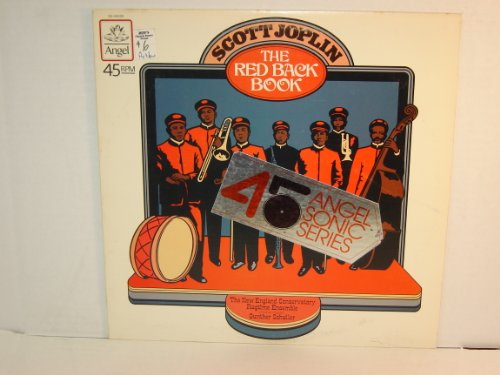 Angel
45 RPM
$6
SCOTT JOPLIN
THE
RED BACK
BOOK
45
ANGEL
SONIC
SERIES
The New England Conservatory
Ragtime Ensemble
Gunther Schuller